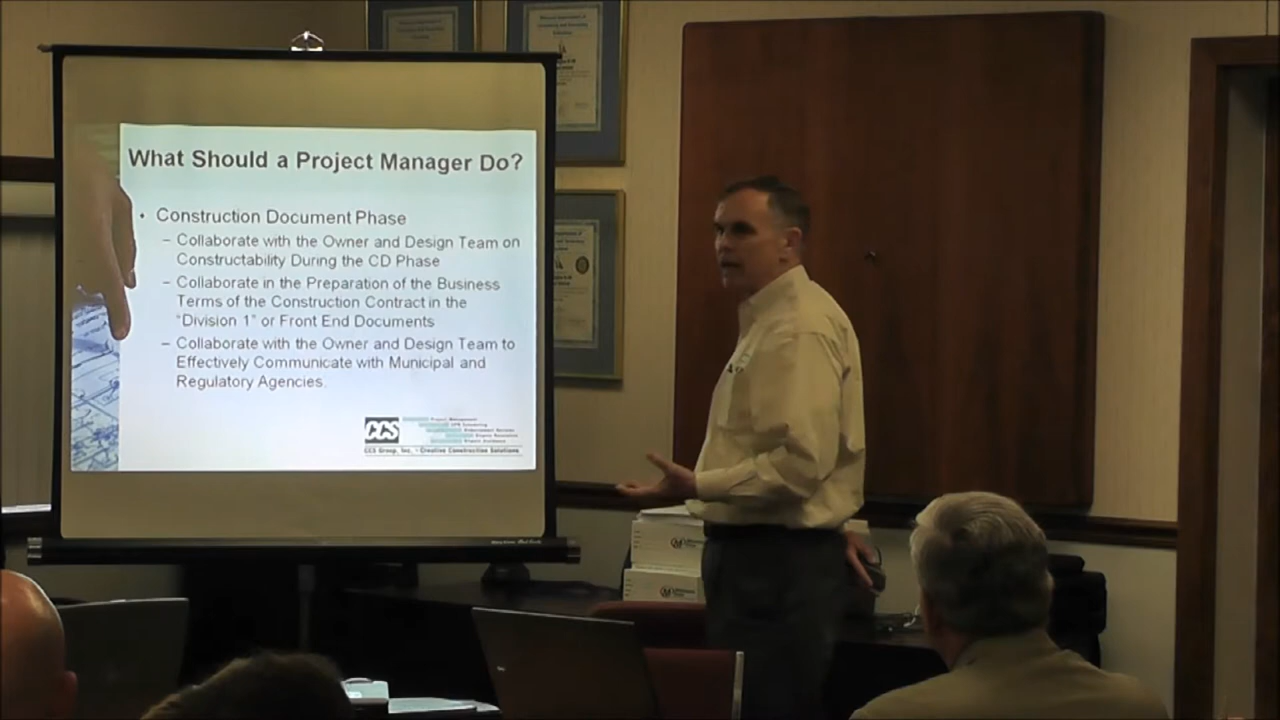 What Should a Project Manager Do?
• Construction Document Phase
– Collaborate with the Owner and Design Team on
Constructability During the CD Phase
– Collaborate in the Preparation of the Business
Terms of the Construction Contract in the
"Division 1" or Front End Documents
– Collaborate with the Owner and Design Team to
Effectively Communicate with Municipal and
Regulatory Agencies.
CCS
Project Management
CCS Group, Inc. - Creative Construction Solutions